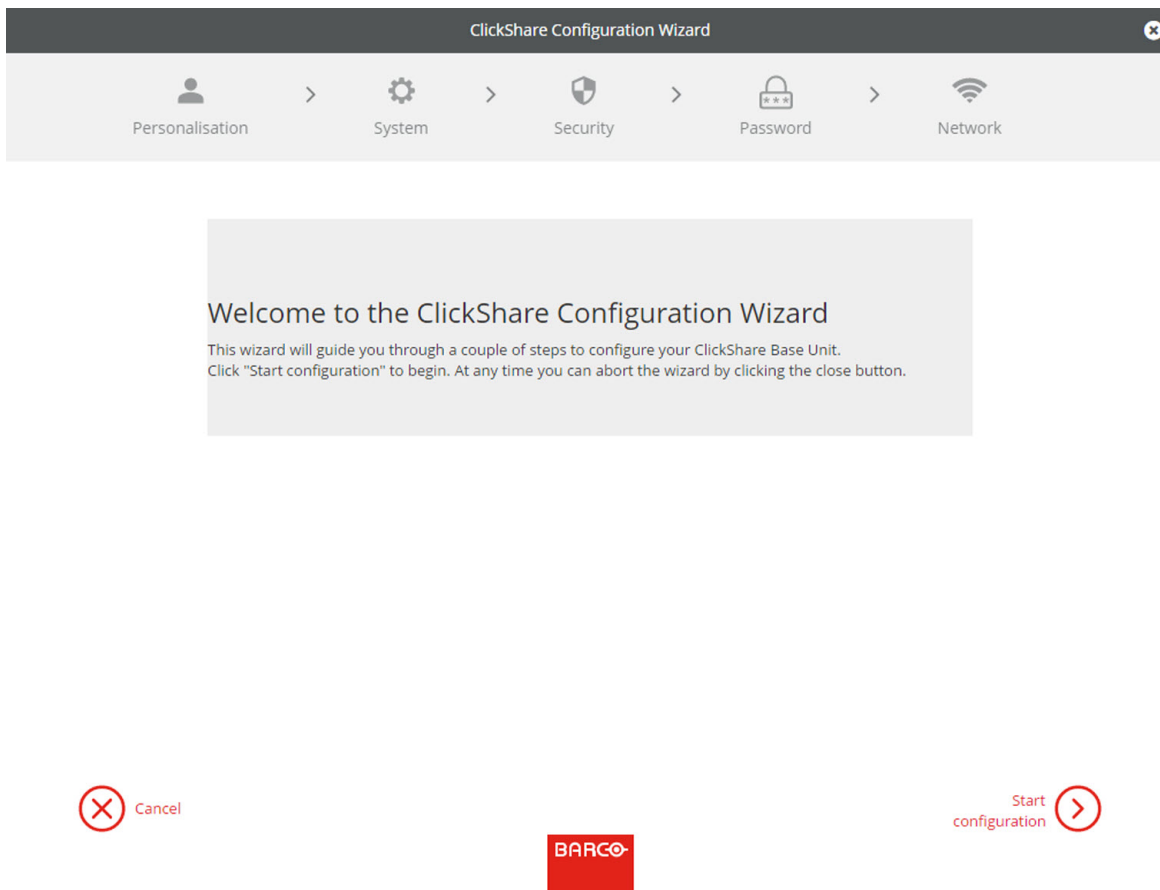 ClickShare Configuration Wizard
Personalisation
System
Security
***
Password
Network
Welcome to the ClickShare Configuration Wizard
This wizard will guide you through a couple of steps to configure your ClickShare Base Unit.
Click "Start configuration" to begin. At any time you can abort the wizard by clicking the close button.
Cancel
Start
configuration
BARCO